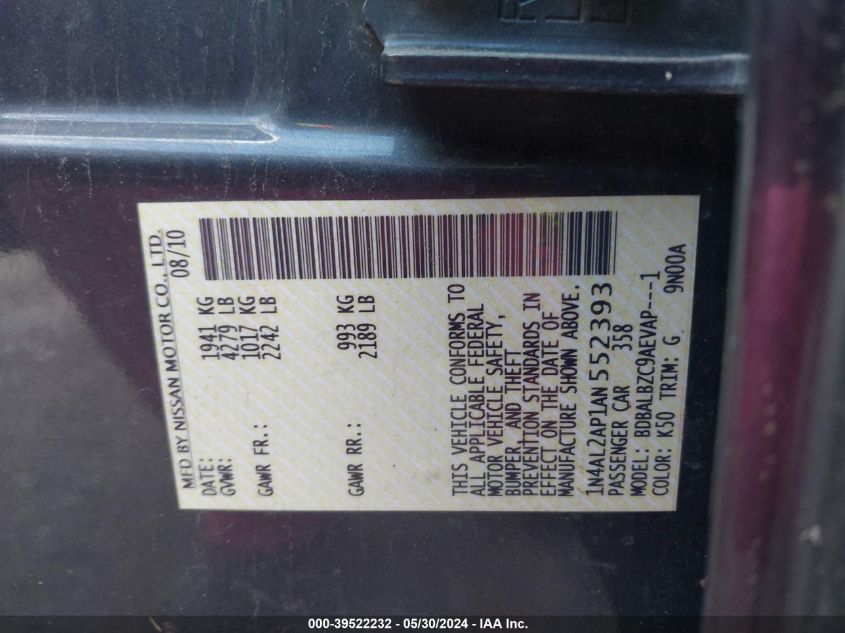 MFD BY NISSAN MOTOR CO., LTD.
DATE: 08/10
GVWR: 1941 KG
4279 LB
GAWR FR.: 1017 KG
2242 LB
GAWR RR.: 993 KG
2189 LB
THIS VEHICLE CONFORMS TO
ALL APPLICABLE FEDERAL
MOTOR VEHICLE SAFETY,
BUMPER, AND THEFT
PREVENTION STANDARDS IN
EFFECT ON THE DATE OF
MANUFACTURE SHOWN ABOVE.
1N4AL2AP1AN552393
PASSENGER CAR 358
MODEL: BDBALBZC9AEVAP----1
COLOR: K50 TRIM: G 9N00A
000-39522232 - 05/30/2024 - IAA Inc.